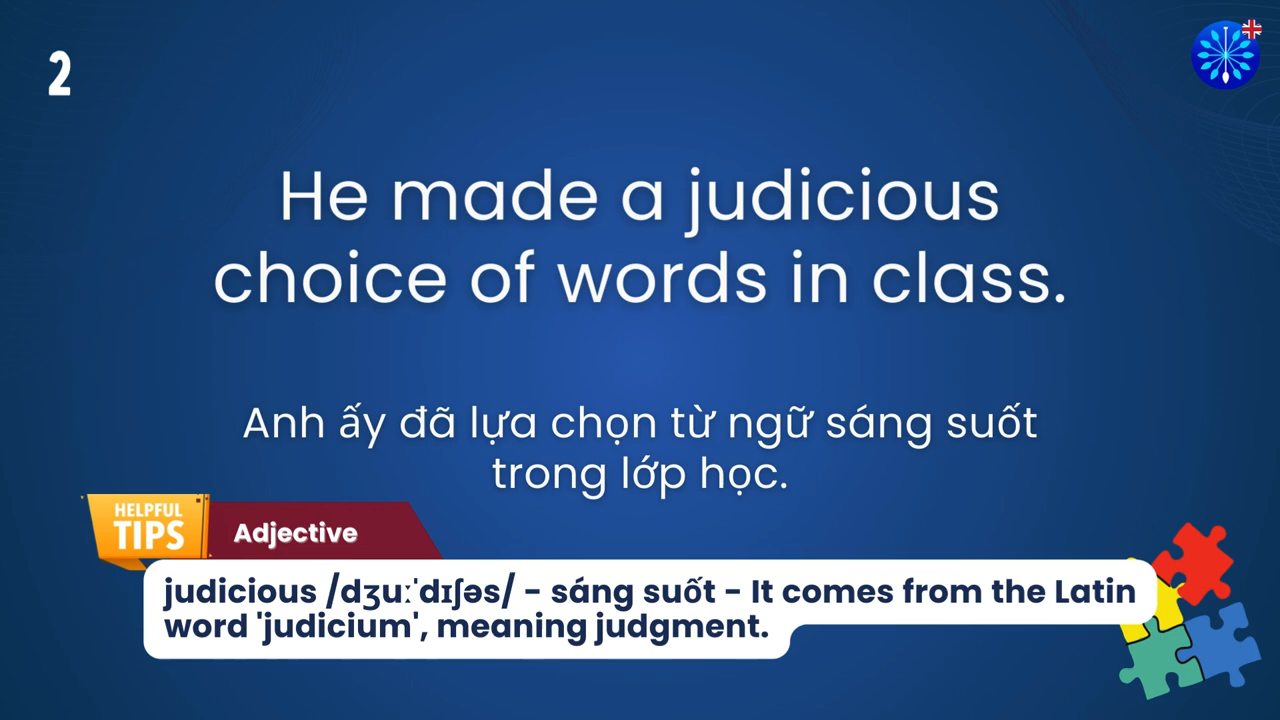 2
He made a judicious
choice of words in class.
Anh ấy đã lựa chọn từ ngữ sáng suốt
trong lớp học.
HELPFUL
TIPS
Adjective
judicious /dʒuːˈdɪʃəs/ - sáng suốt - It comes from the Latin
word 'judicium', meaning judgment.